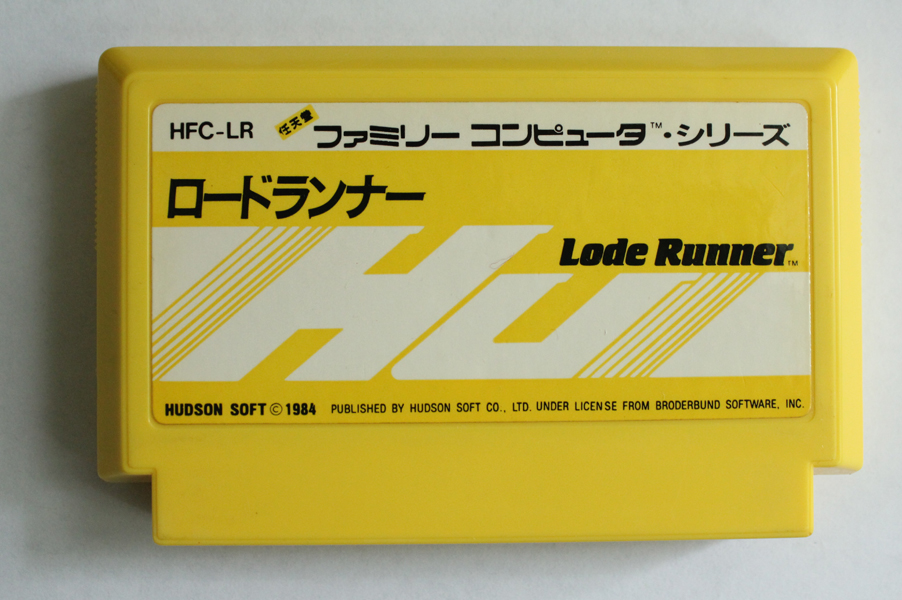 HFC-LR 任天堂 ファミリー コンピュータ™・シリーズ
ロードランナー
Lode Runner™
HU
HUDSON SOFT © 1984 PUBLISHED BY HUDSON SOFT CO., LTD. UNDER LICENSE FROM BRODERBUND SOFTWARE, INC.